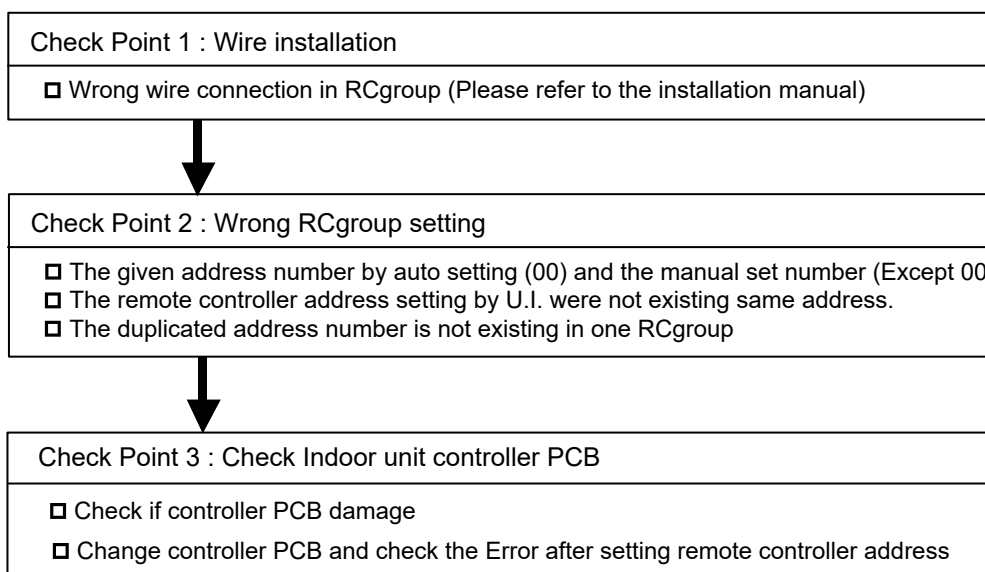 Check Point 1 : Wire installation
Wrong wire connection in RCgroup (Please refer to the installation manual)
Check Point 2 : Wrong RCgroup setting
The given address number by auto setting (00) and the manual set number (Except 00
The remote controller address setting by U.I. were not existing same address.
The duplicated address number is not existing in one RCgroup
Check Point 3 : Check Indoor unit controller PCB
Check if controller PCB damage
Change controller PCB and check the Error after setting remote controller address